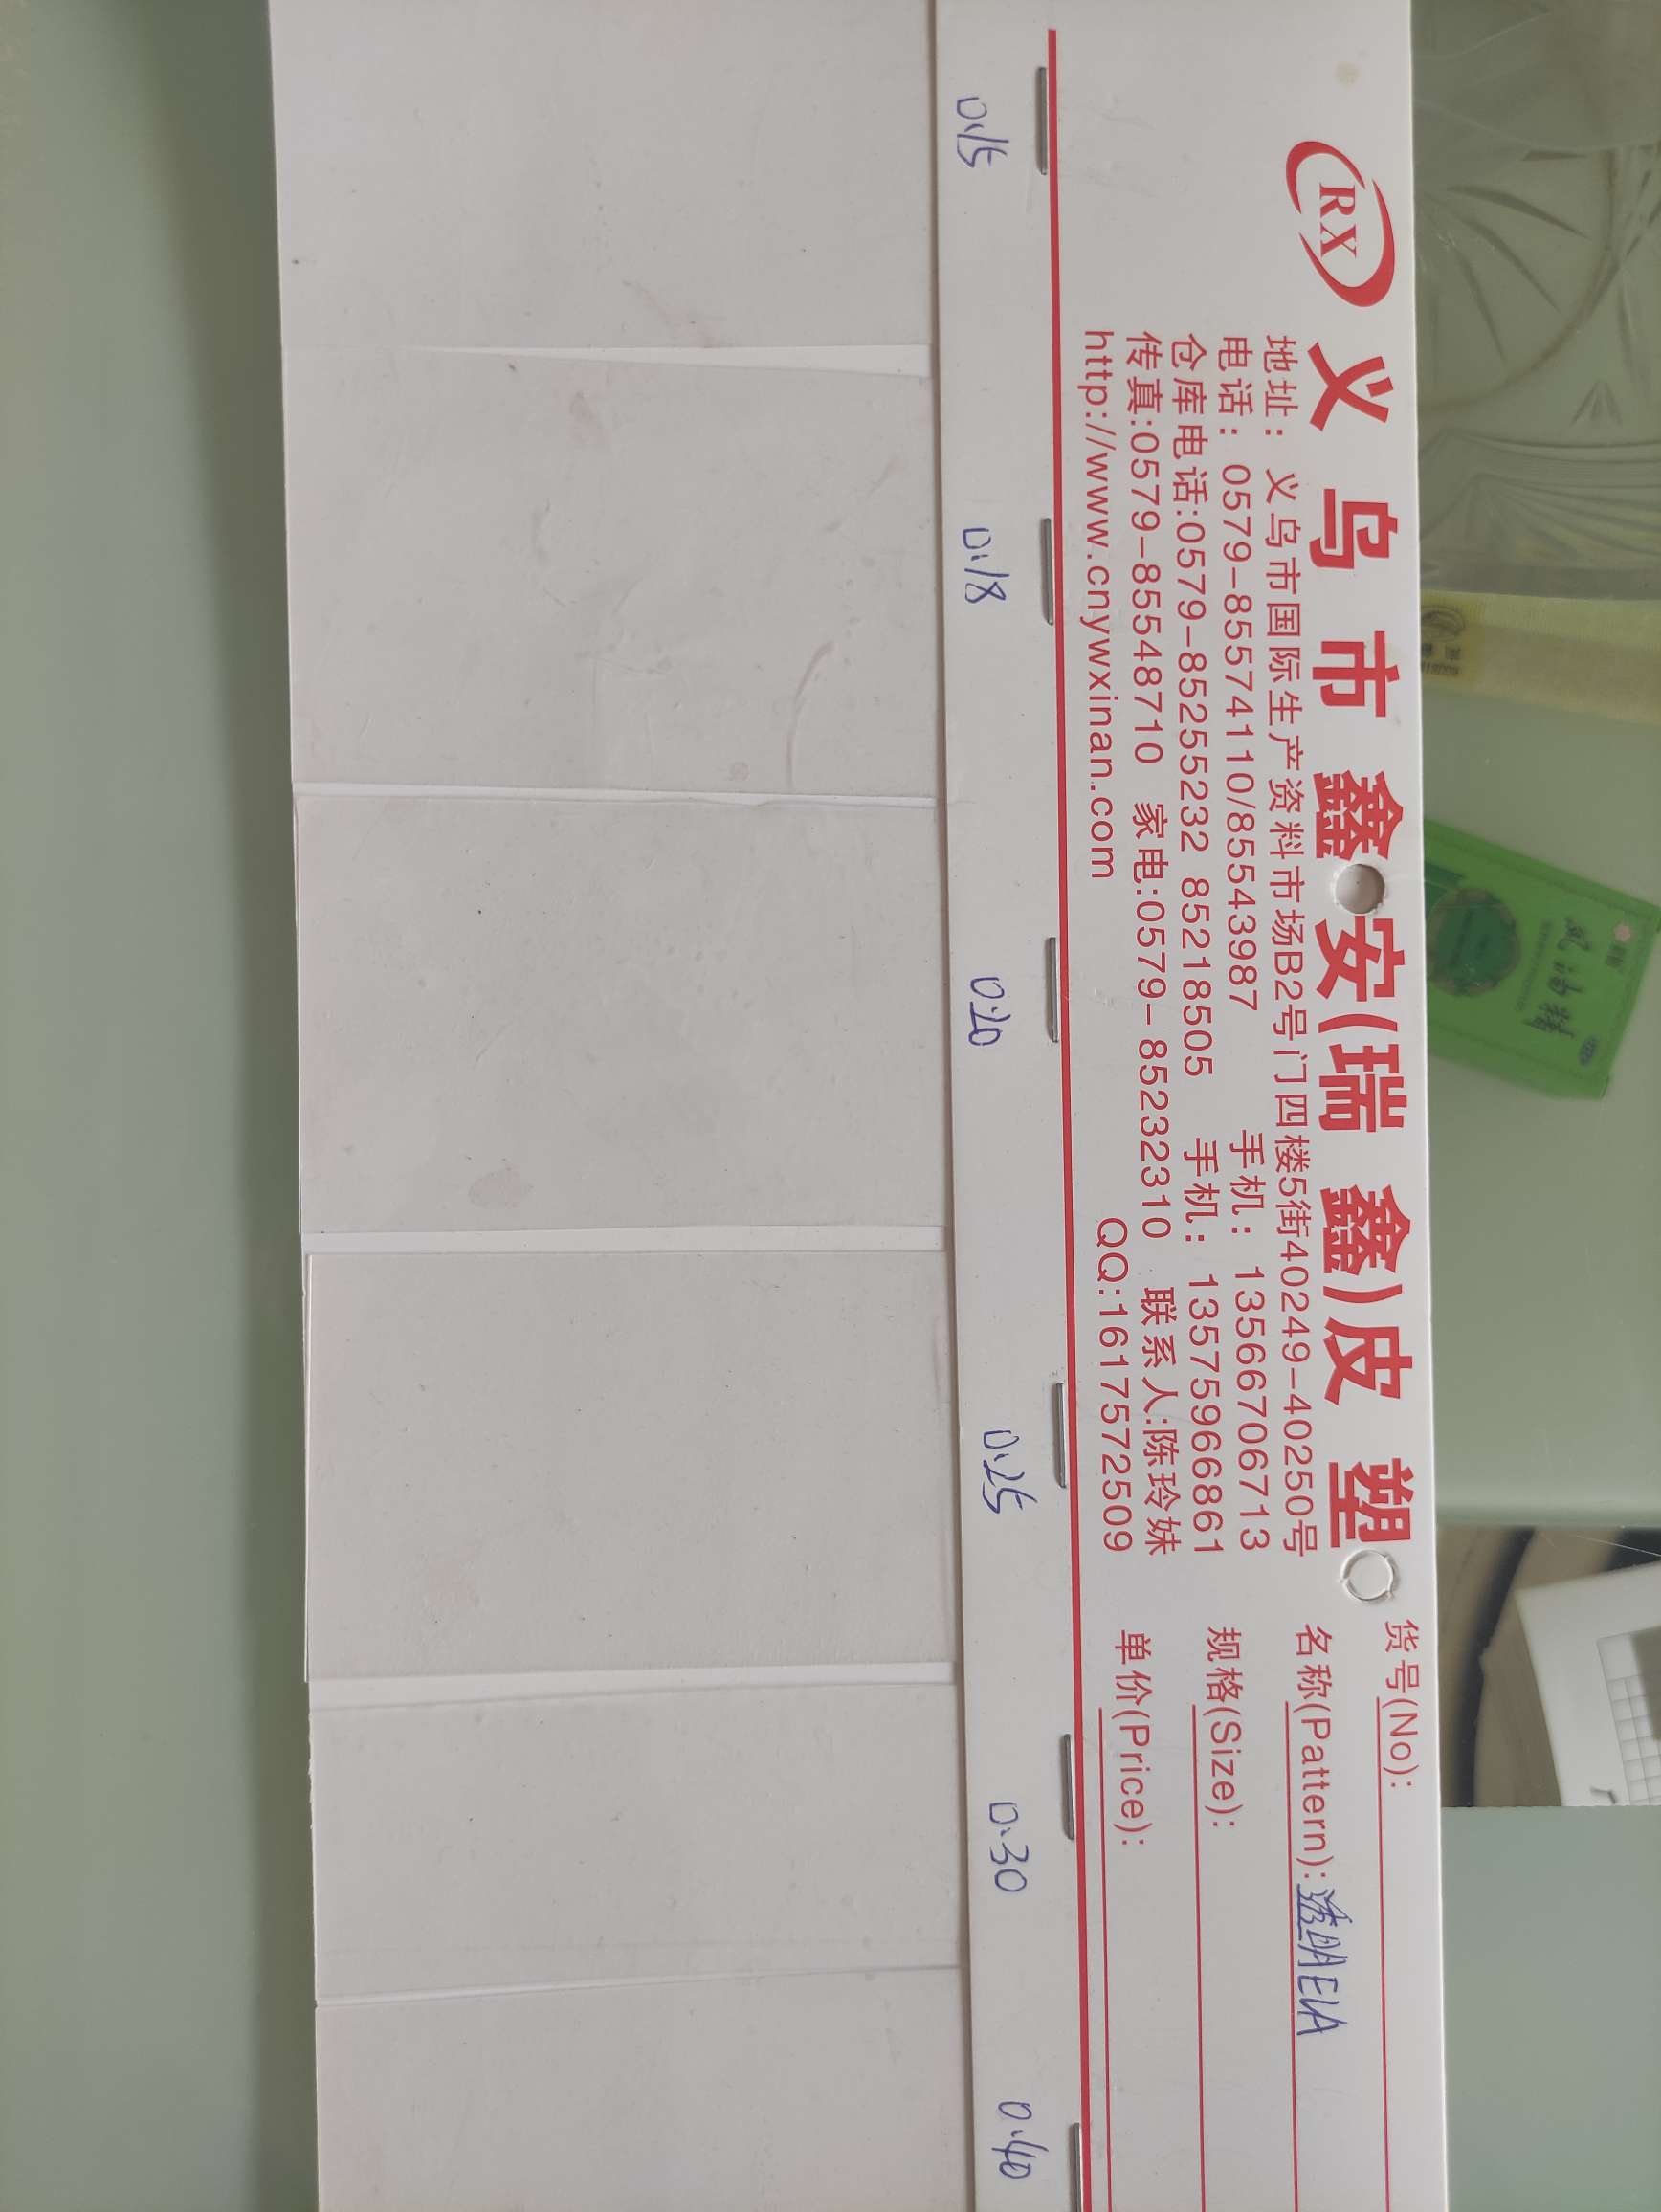 RX
义乌市鑫安(瑞鑫)皮塑
地址: 义乌市国际生产资料市场B2号门四楼5街40249-40250号
电话: 0579-85574110/85543987 手机: 13566706713
仓库电话:0579-85255232 85218505 手机: 13575966861
传真:0579-85548710 家电:0579-85232310 联系人:陈玲妹
http://www.cnywxinan.com QQ:1617572509
货号(No):
名称(Pattern):透明EVA
规格(Size):
单价(Price):
0.15
0.18
0.20
0.25
0.30
0.40
风油精